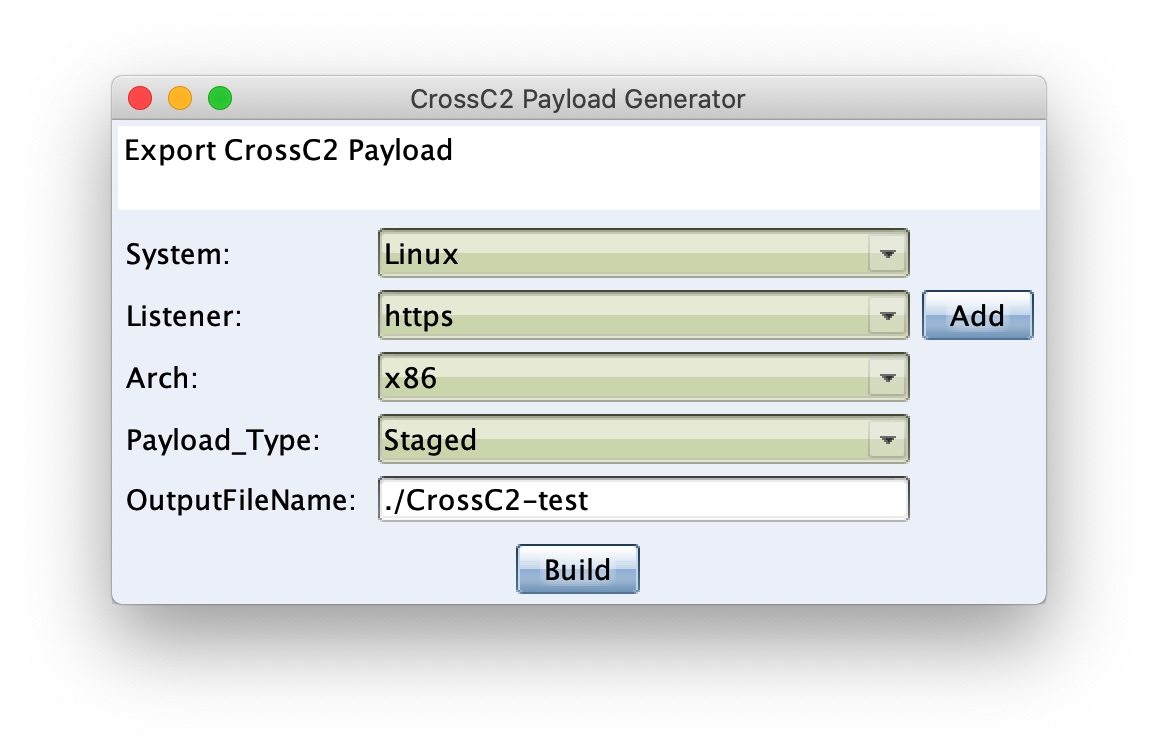 CrossC2 Payload Generator
Export CrossC2 Payload
System: Linux
Listener: https Add
Arch: x86
Payload_Type: Staged
OutputFileName: ./CrossC2-test
Build